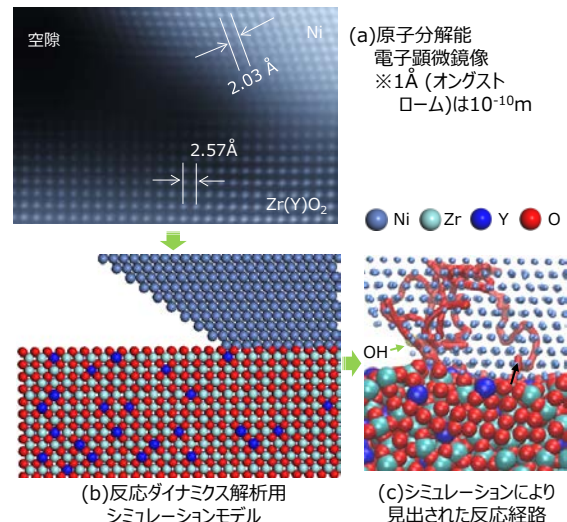 空隙
Ni
2.03 Å
2.57Å
Zr(Y)O₂
(a)原子分解能
電子顕微鏡像
※1Å (オングスト
ローム)は10⁻¹⁰m
Ni Zr Y O
OH
(b)反応ダイナミクス解析用
シミュレーションモデル
(c)シミュレーションにより
見出された反応経路